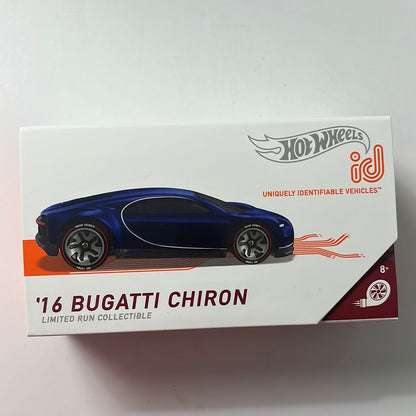 HOT WHEELS
id
UNIQUELY IDENTIFIABLE VEHICLES™
8+
'16 BUGATTI CHIRON
LIMITED RUN COLLECTIBLE